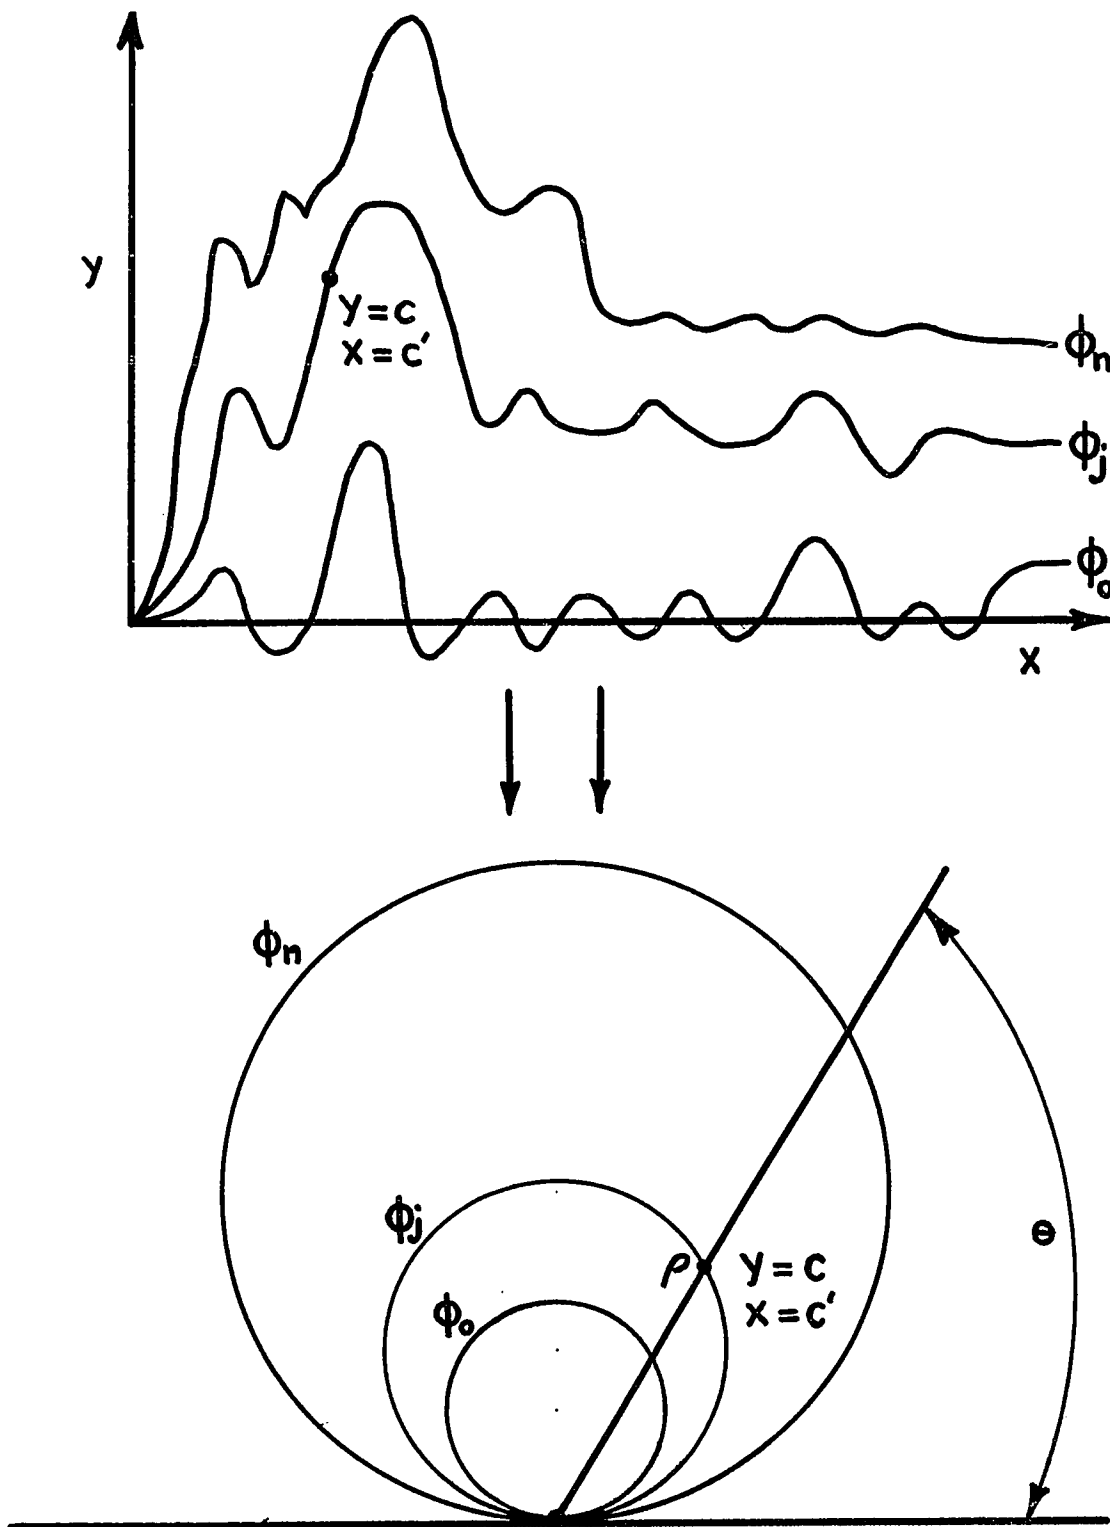 y
y = c
x = c'
ϕn
ϕj
ϕo
x
ϕn
ϕj
ρ
y = c
x = c'
ϕo
θ